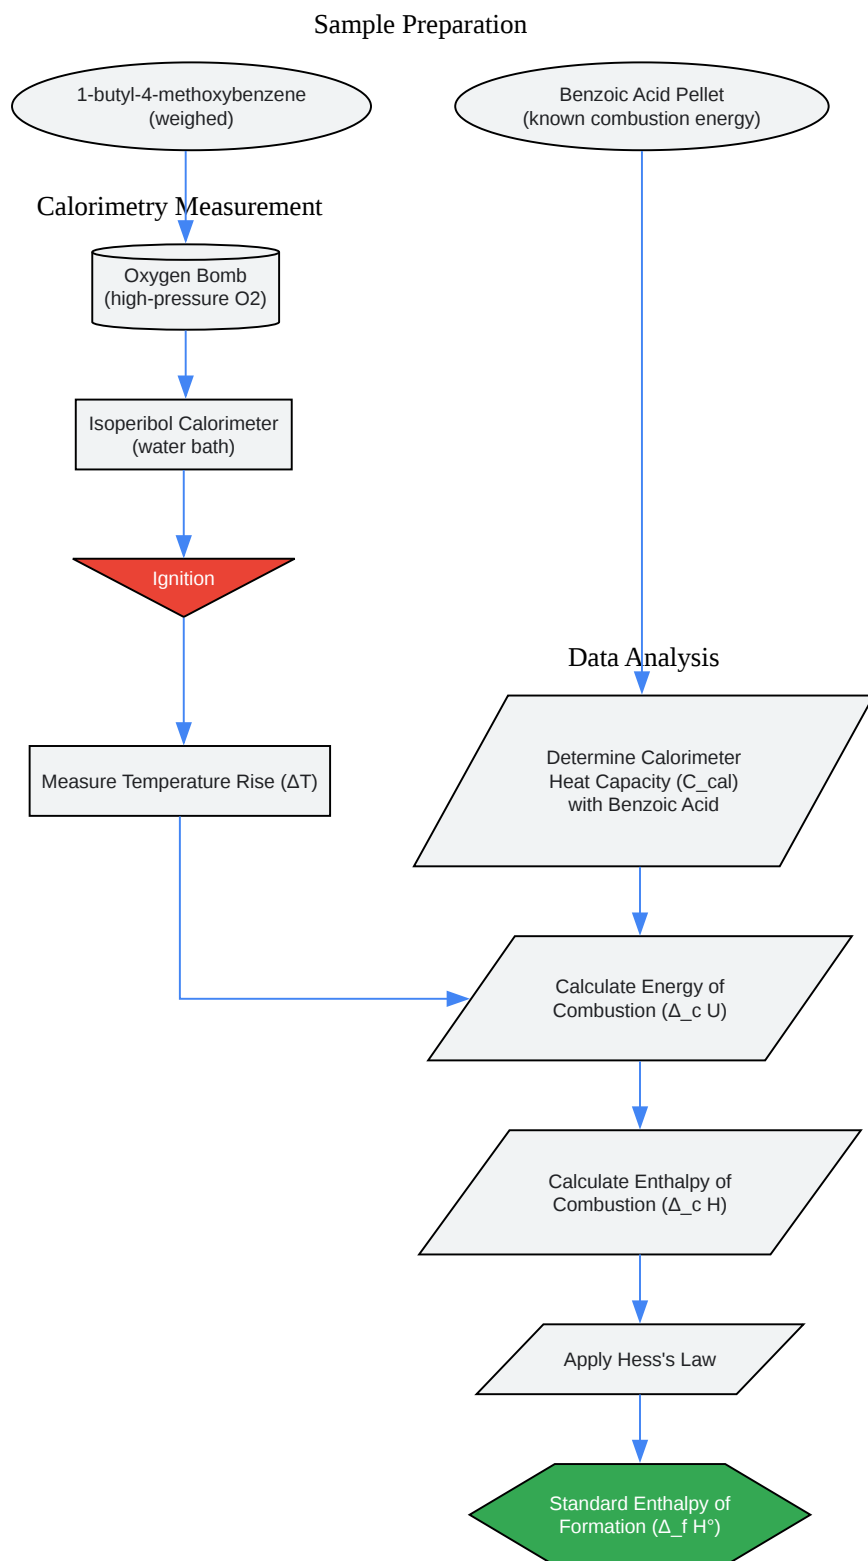 Sample Preparation
1-butyl-4-methoxybenzene
(weighed)
Benzoic Acid Pellet
(known combustion energy)
Calorimetry Measurement
Oxygen Bomb
(high-pressure O2)
Isoperibol Calorimeter
(water bath)
Ignition
Data Analysis
Measure Temperature Rise (ΔT)
Determine Calorimeter
Heat Capacity (C_cal)
with Benzoic Acid
Calculate Energy of
Combustion (Δ_c U)
Calculate Enthalpy of
Combustion (Δ_c H)
Apply Hess's Law
Standard Enthalpy of
Formation (Δ_f H°)